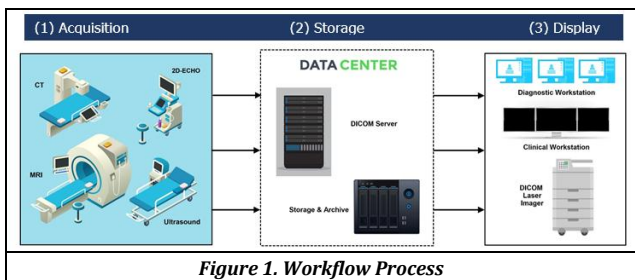 (1) Acquisition
(2) Storage
(3) Display
CT
2D-ECHO
MRI
Ultrasound
DATA CENTER
DICOM Server
Storage & Archive
Diagnostic Workstation
Clinical Workstation
DICOM
Laser
Imager
Figure 1. Workflow Process